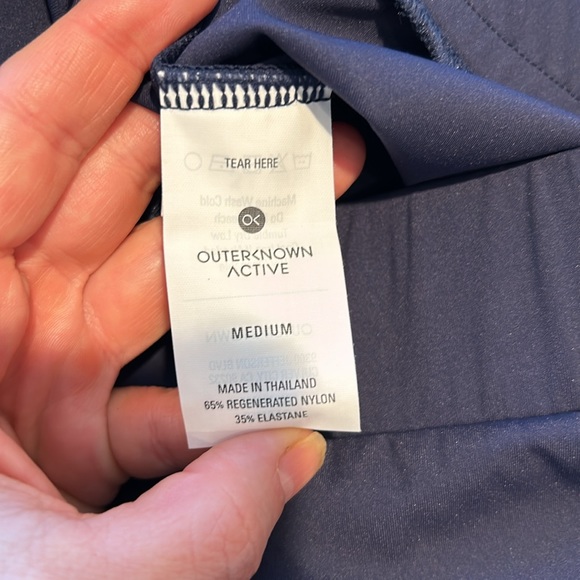 TEAR HERE
OK
OUTERKNOWN
ACTIVE
MEDIUM
MADE IN THAILAND
65% REGENERATED NYLON
35% ELASTANE